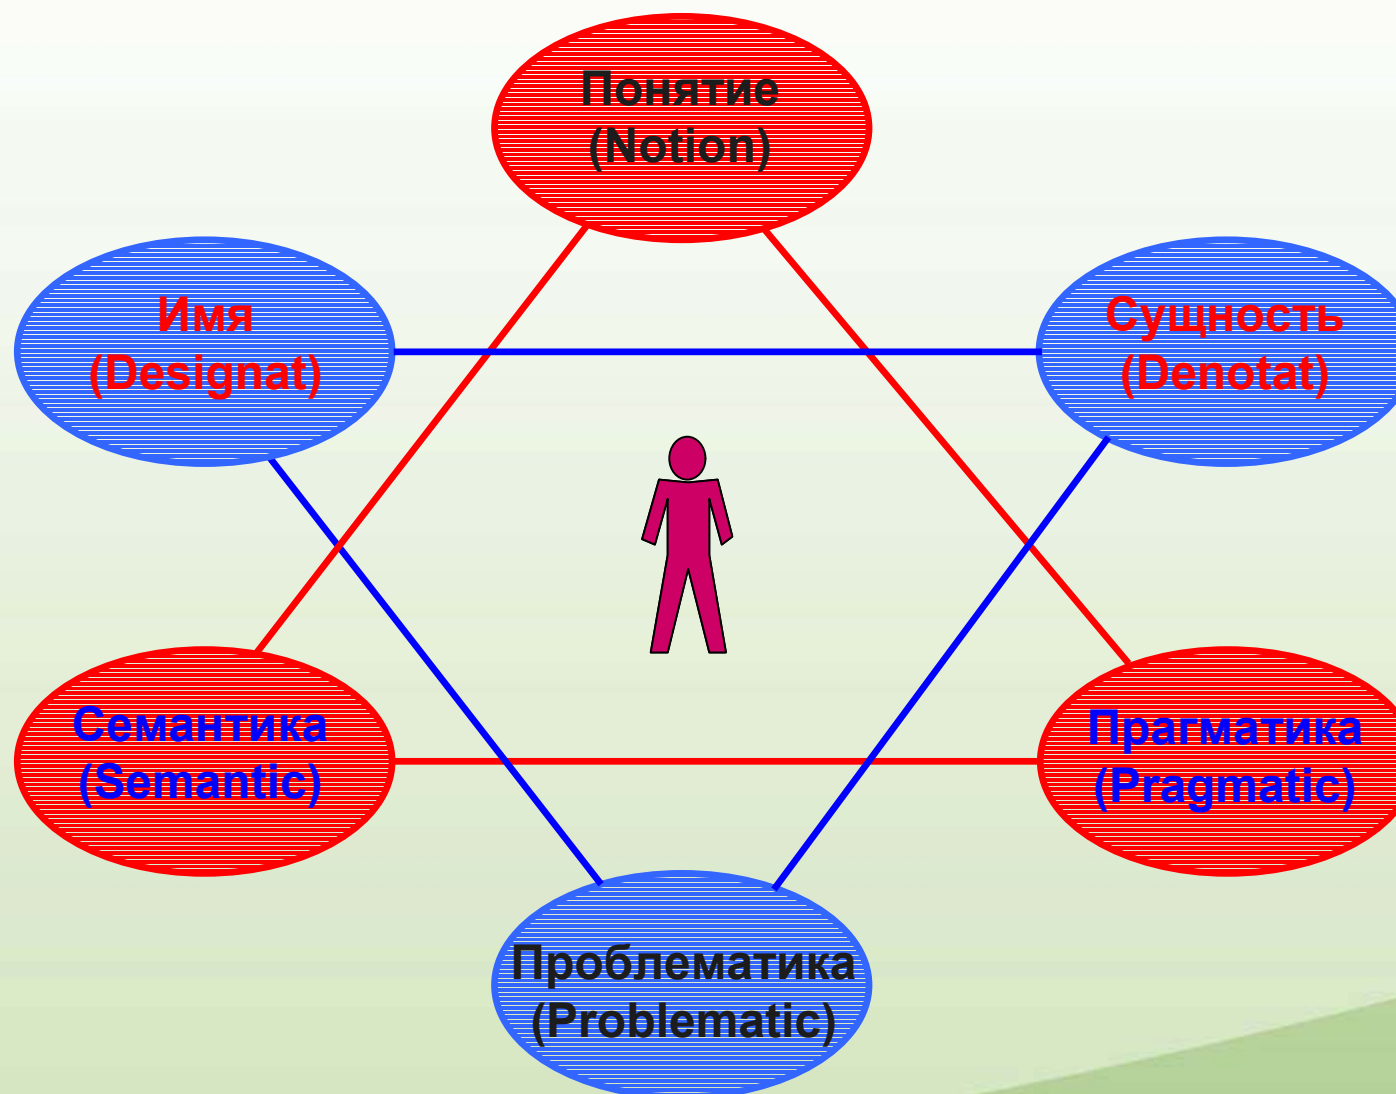 Понятие
(Notion)
Имя
(Designat)
Сущность
(Denotat)
Семантика
(Semantic)
Прагматика
(Pragmatic)
Проблематика
(Problematic)